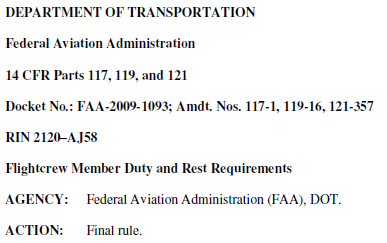 DEPARTMENT OF TRANSPORTATION
Federal Aviation Administration
14 CFR Parts 117, 119, and 121
Docket No.: FAA-2009-1093; Amdt. Nos. 117-1, 119-16, 121-357
RIN 2120–AJ58
Flightcrew Member Duty and Rest Requirements
AGENCY: Federal Aviation Administration (FAA), DOT.
ACTION: Final rule.